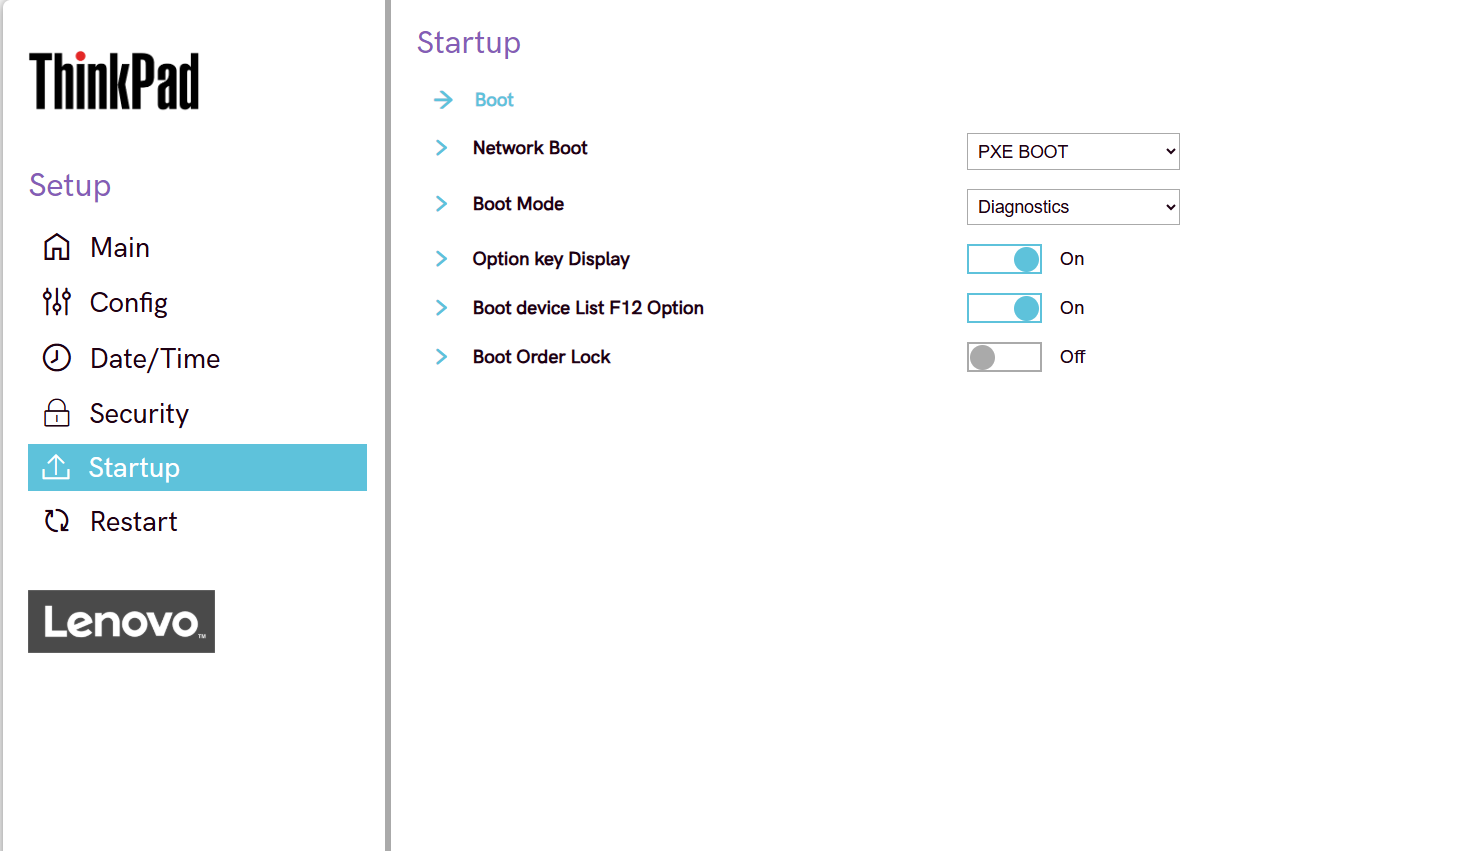 ThinkPad
Setup
Main
Config
Date/Time
Security
Startup
Restart
Lenovo™
Startup
Boot
Network Boot PXE BOOT
Boot Mode Diagnostics
Option key Display On
Boot device List F12 Option On
Boot Order Lock Off